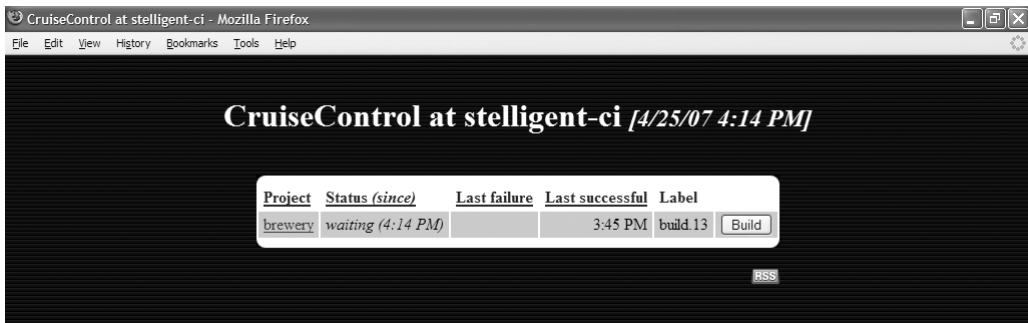 CruiseControl at stelligent-ci - Mozilla Firefox
File Edit View History Bookmarks Tools Help
CruiseControl at stelligent-ci [4/25/07 4:14 PM]
Project Status (since) Last failure Last successful Label
brewery waiting (4:14 PM) 3:45 PM build.13 Build
RSS